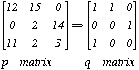 [12 15 0] = [1 1 0]
[0 2 14] [0 0 1]
[11 2 3] [1 0 0]
p matrix q matrix